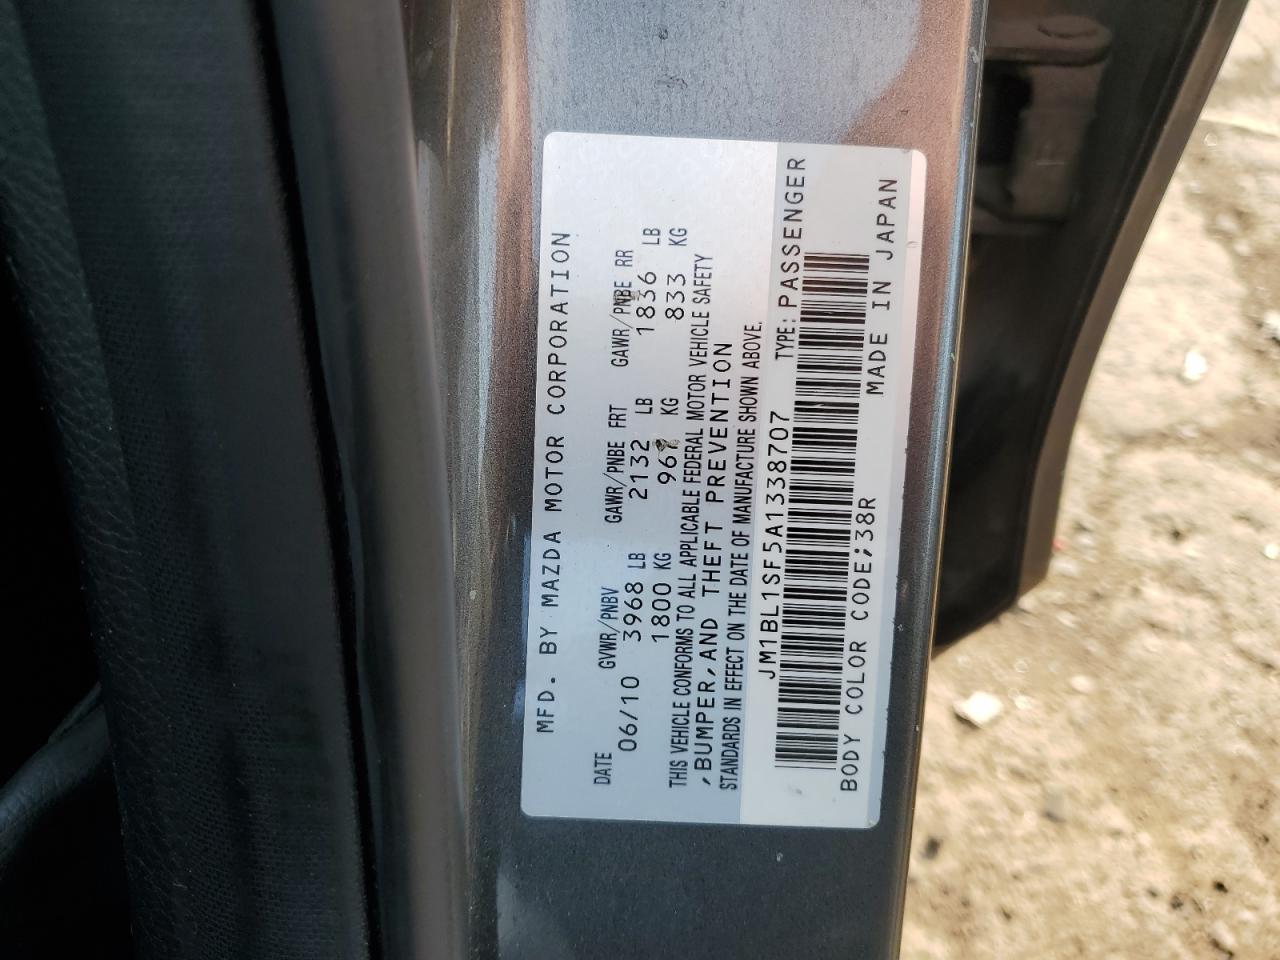 MFD. BY MAZDA MOTOR CORPORATION
DATE GVWR/PNBV GAWR/PNBE FRT GAWR/PNBE RR
06/10 3968 LB 2132 LB 1836 LB
1800 KG 967 KG 833 KG
THIS VEHICLE CONFORMS TO ALL APPLICABLE FEDERAL MOTOR VEHICLE SAFETY
,BUMPER,AND THEFT PREVENTION
STANDARDS IN EFFECT ON THE DATE OF MANUFACTURE SHOWN ABOVE.
JM1BL1SF5A1338707 TYPE:PASSENGER
BODY COLOR CODE;38R MADE IN JAPAN